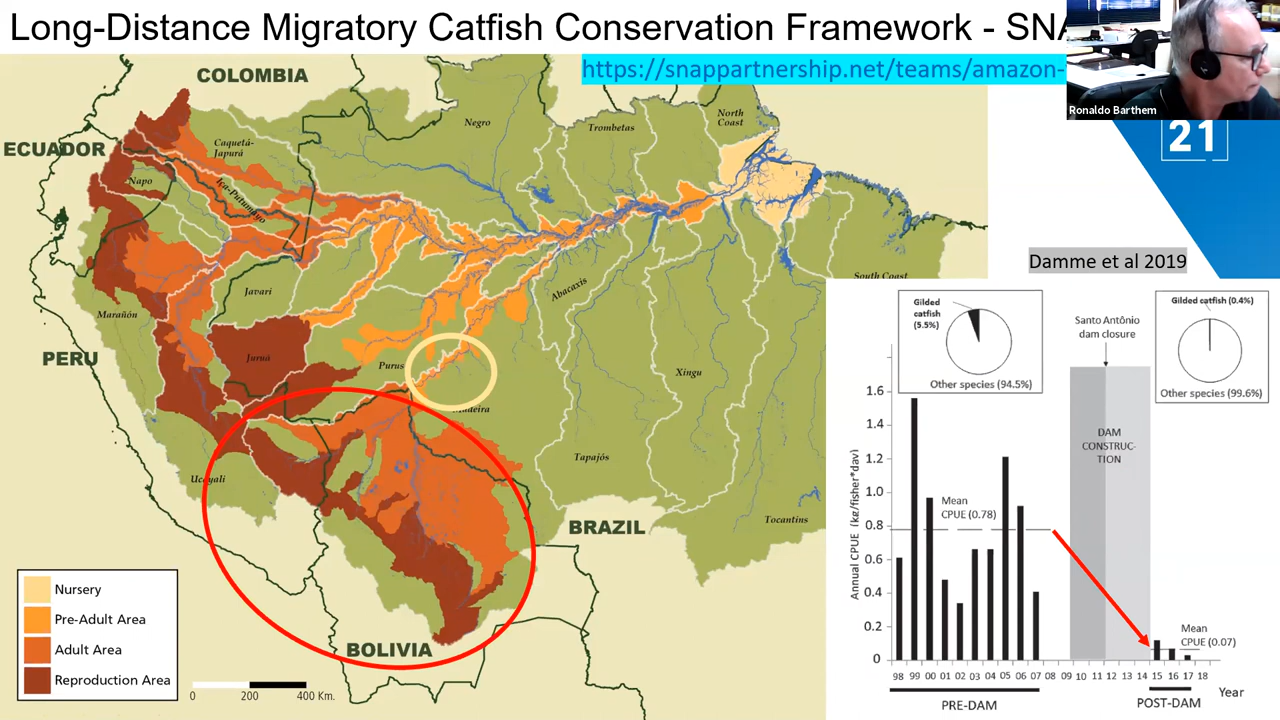 Long-Distance Migratory Catfish Conservation Framework - SNA
https://snappartnership.net/teams/amazon-
Ronaldo Barthem
21
COLOMBIA
ECUADOR
PERU
BRAZIL
BOLIVIA
Negro
Trombetas
North
Coast
Caquetá-
Japurá
Napo
Iça-Putumayo
Javari
Abacaxis
South Coast
Marañón
Juruá
Purus
Madeira
Xingu
Tapajós
Ucayali
Tocantins
Nursery
Pre-Adult Area
Adult Area
Reproduction Area
0 200 400 Km.
Damme et al 2019
Gilded
catfish
(5.5%)
Other species (94.5%)
Santo Antônio
dam closure
Gilded catfish (0.4%)
Other species (99.6%)
DAM
CONSTRUC-
TION
Mean
CPUE (0.78)
Mean
CPUE (0.07)
Annual CPUE (kg/fisher*day)
1.6
1.4
1.2
1.0
0.8
0.6
0.4
0.2
0
98 99 00 01 02 03 04 05 06 07 08 09 10 11 12 13 14 15 16 17 18
Year
PRE-DAM
POST-DAM